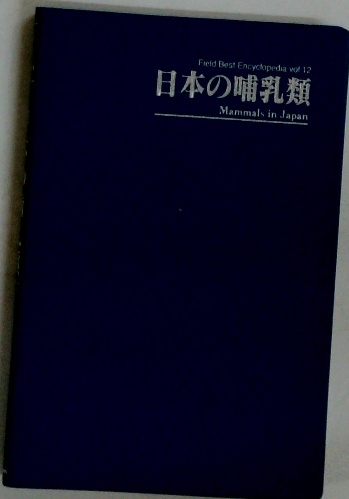 Field Best Encyclopedia vol.12
日本の哺乳類
Mammals in Japan